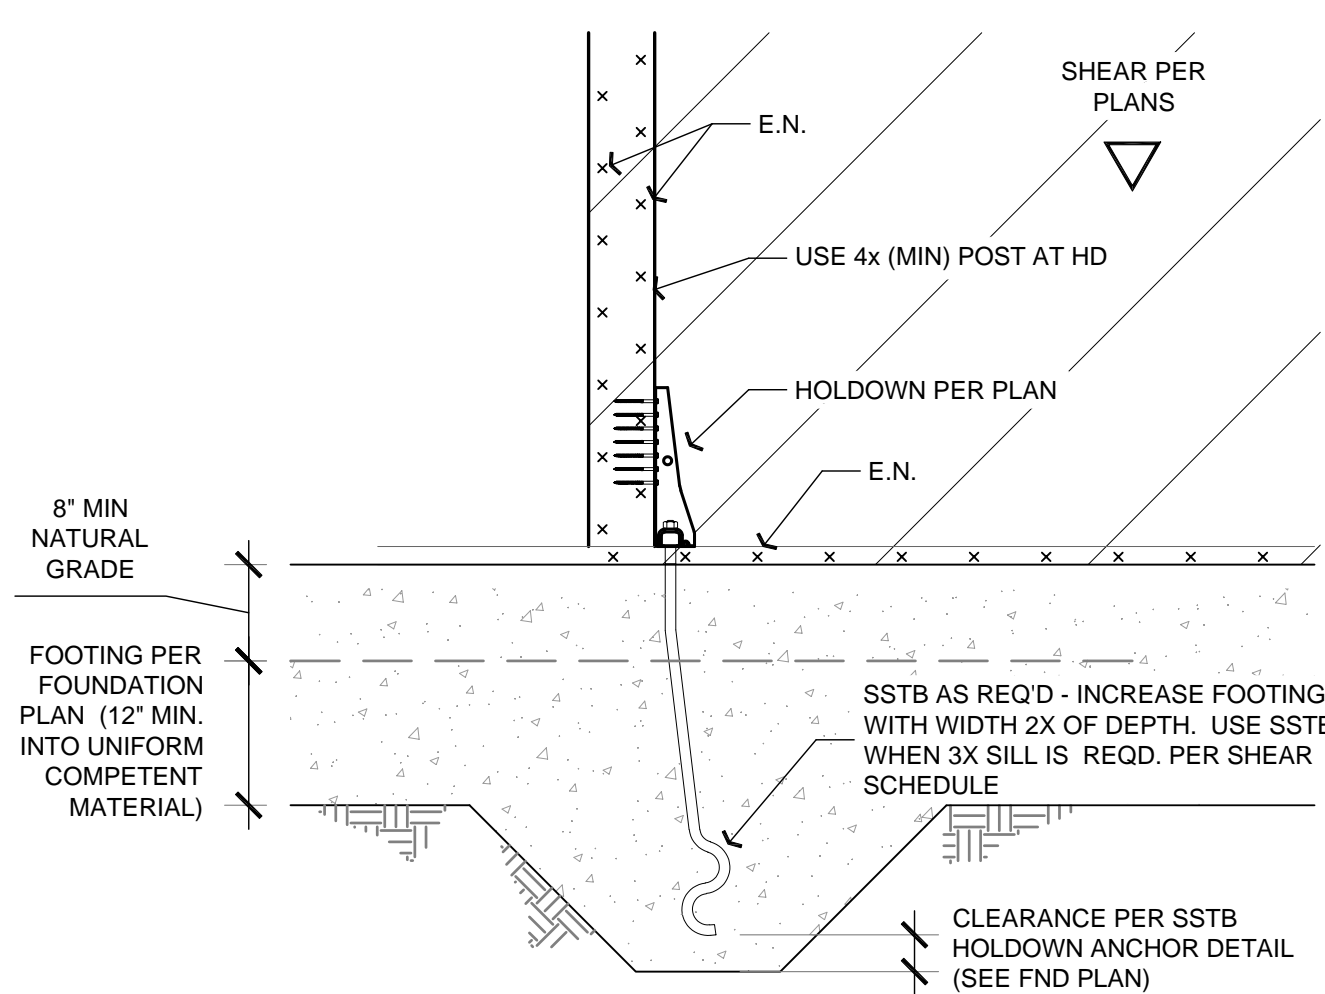 SHEAR PER
PLANS
E.N.
USE 4x (MIN) POST AT HD
HOLDOWN PER PLAN
E.N.
8" MIN
NATURAL
GRADE
FOOTING PER
FOUNDATION
PLAN (12" MIN.
INTO UNIFORM
COMPETENT
MATERIAL)
SSTB AS REQ'D - INCREASE FOOTING
WITH WIDTH 2X OF DEPTH. USE SSTB
WHEN 3X SILL IS REQD. PER SHEAR
SCHEDULE
CLEARANCE PER SSTB
HOLDOWN ANCHOR DETAIL
(SEE FND PLAN)